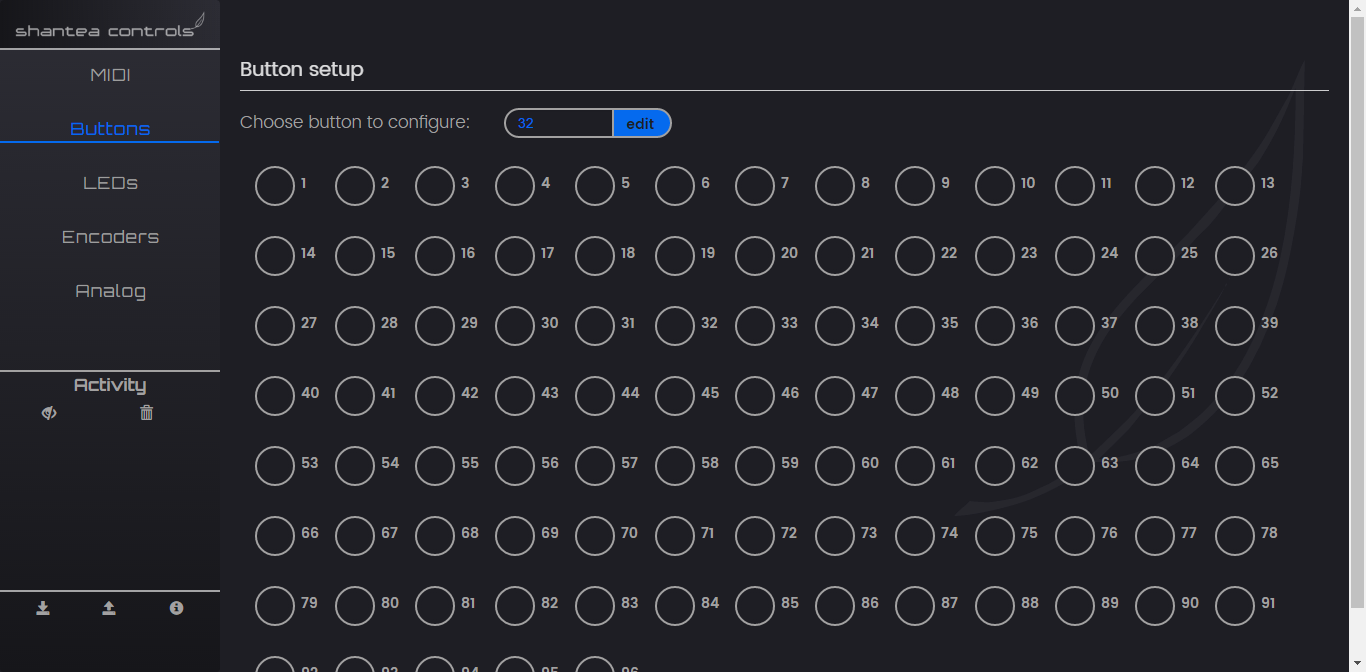 shantea controls
MIDI
Buttons
LEDs
Encoders
Analog
Activity
Button setup
Choose button to configure: 32 edit
1 2 3 4 5 6 7 8 9 10 11 12 13
14 15 16 17 18 19 20 21 22 23 24 25 26
27 28 29 30 31 32 33 34 35 36 37 38 39
40 41 42 43 44 45 46 47 48 49 50 51 52
53 54 55 56 57 58 59 60 61 62 63 64 65
66 67 68 69 70 71 72 73 74 75 76 77 78
79 80 81 82 83 84 85 86 87 88 89 90 91
92 93 94 95 96